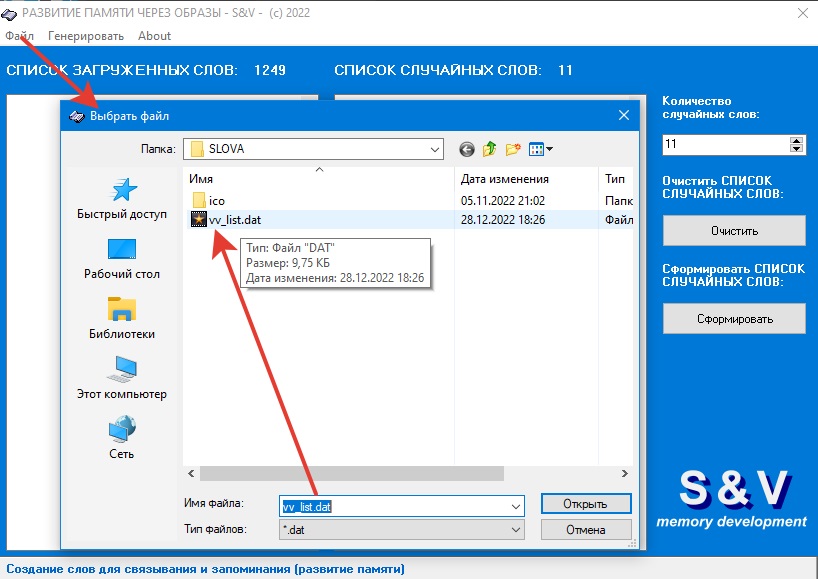 РАЗВИТИЕ ПАМЯТИ ЧЕРЕЗ ОБРАЗЫ - S&V - (c) 2022
Файл Генерировать About
СПИСОК ЗАГРУЖЕННЫХ СЛОВ: 1249
СПИСОК СЛУЧАЙНЫХ СЛОВ: 11
Количество
случайных слов:
11
Очистить СПИСОК
СЛУЧАЙНЫХ СЛОВ:
Очистить
Сформировать СПИСОК
СЛУЧАЙНЫХ СЛОВ:
Сформировать
Выбрать файл
Папка: SLOVA
Имя Дата изменения Тип
ico 05.11.2022 21:02 Папк
vv_list.dat 28.12.2022 18:26 Файл
Тип: Файл "DAT"
Размер: 9,75 КБ
Дата изменения: 28.12.2022 18:26
Быстрый доступ
Рабочий стол
Библиотеки
Этот компьютер
Сеть
Имя файла: vv_list.dat Открыть
Тип файлов: *.dat Отмена
S&V
memory development
Создание слов для связывания и запоминания (развитие памяти)